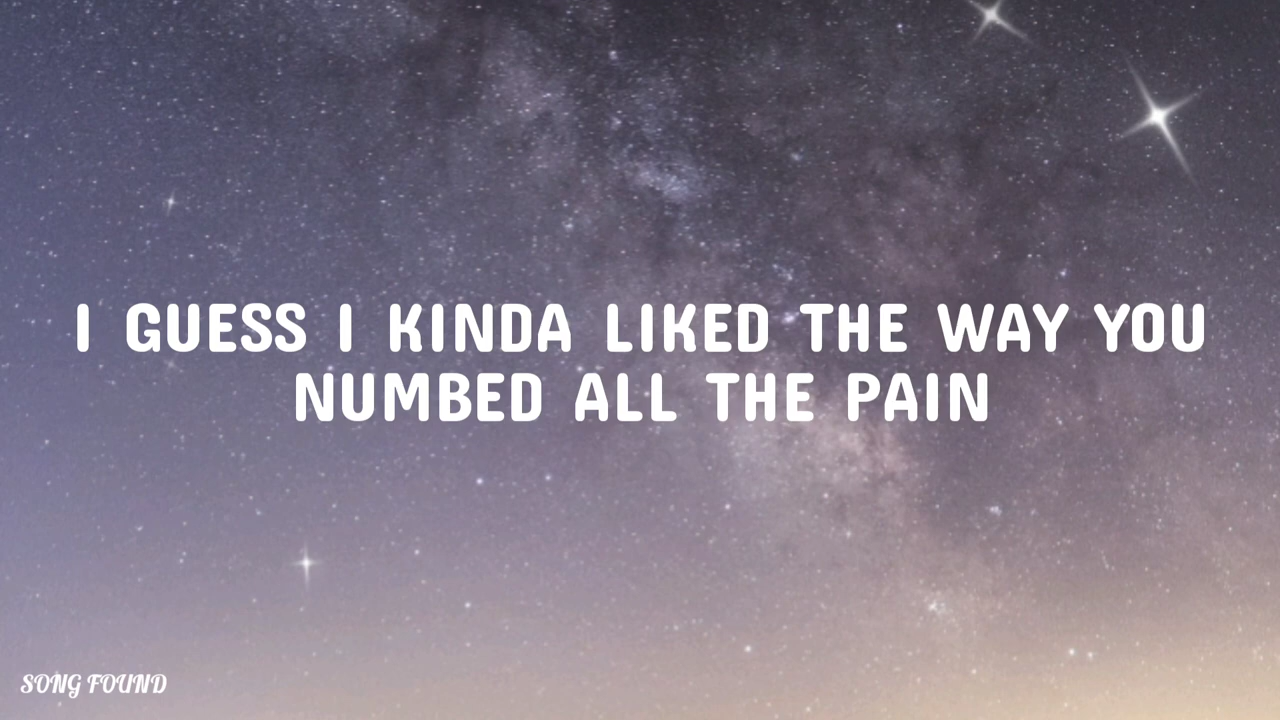 I GUESS I KINDA LIKED THE WAY YOU
NUMBED ALL THE PAIN
SONG FOUND